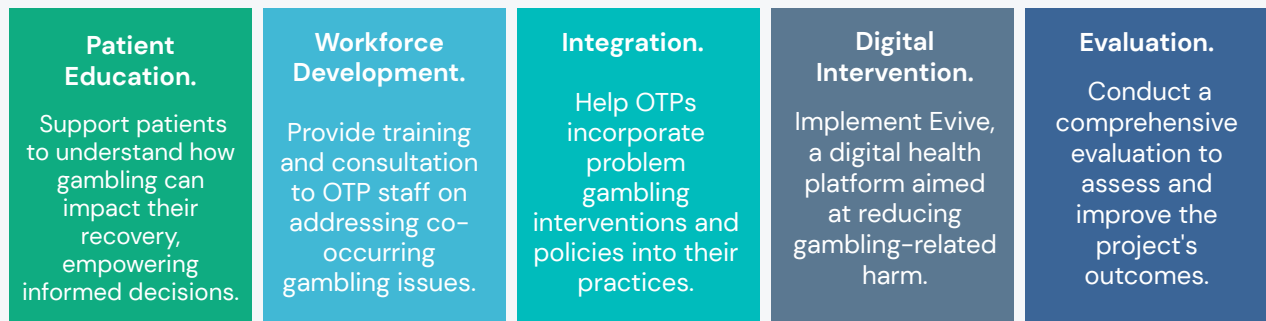 Patient
Education.
Support patients
to understand how
gambling can
impact their
recovery,
empowering
informed decisions.
Workforce
Development.
Provide training
and consultation
to OTP staff on
addressing co-
occurring
gambling issues.
Integration.
Help OTPs
incorporate
problem
gambling
interventions and
policies into their
practices.
Digital
Intervention.
Implement Evive,
a digital health
platform aimed
at reducing
gambling-related
harm.
Evaluation.
Conduct a
comprehensive
evaluation to
assess and
improve the
project's
outcomes.